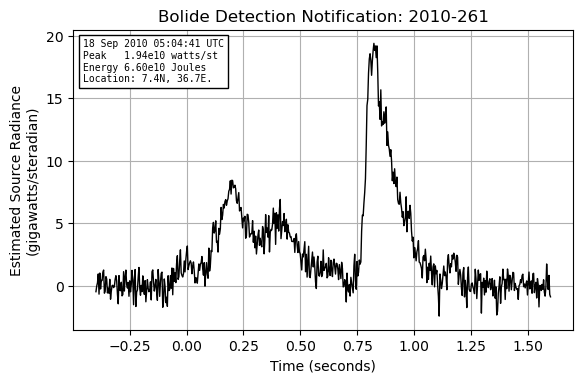 Bolide Detection Notification: 2010-261
18 Sep 2010 05:04:41 UTC
Peak 1.94e10 watts/st
Energy 6.60e10 Joules
Location: 7.4N, 36.7E.
Estimated Source Radiance
(gigawatts/steradian)
20
15
10
5
0
−0.25 0.00 0.25 0.50 0.75 1.00 1.25 1.50
Time (seconds)